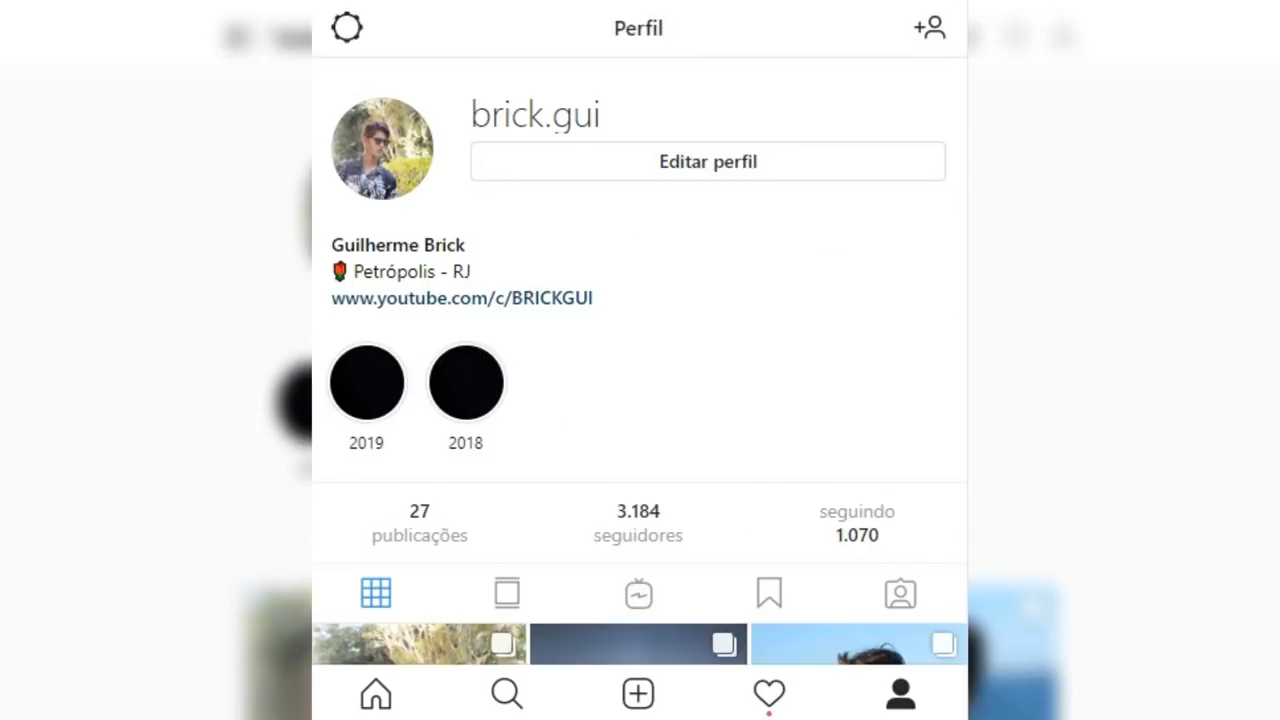 Perfil
brick.gui
Editar perfil
Guilherme Brick
🌹 Petrópolis - RJ
www.youtube.com/c/BRICKGUI
2019 2018
27 3.184 seguindo
publicações seguidores 1.070